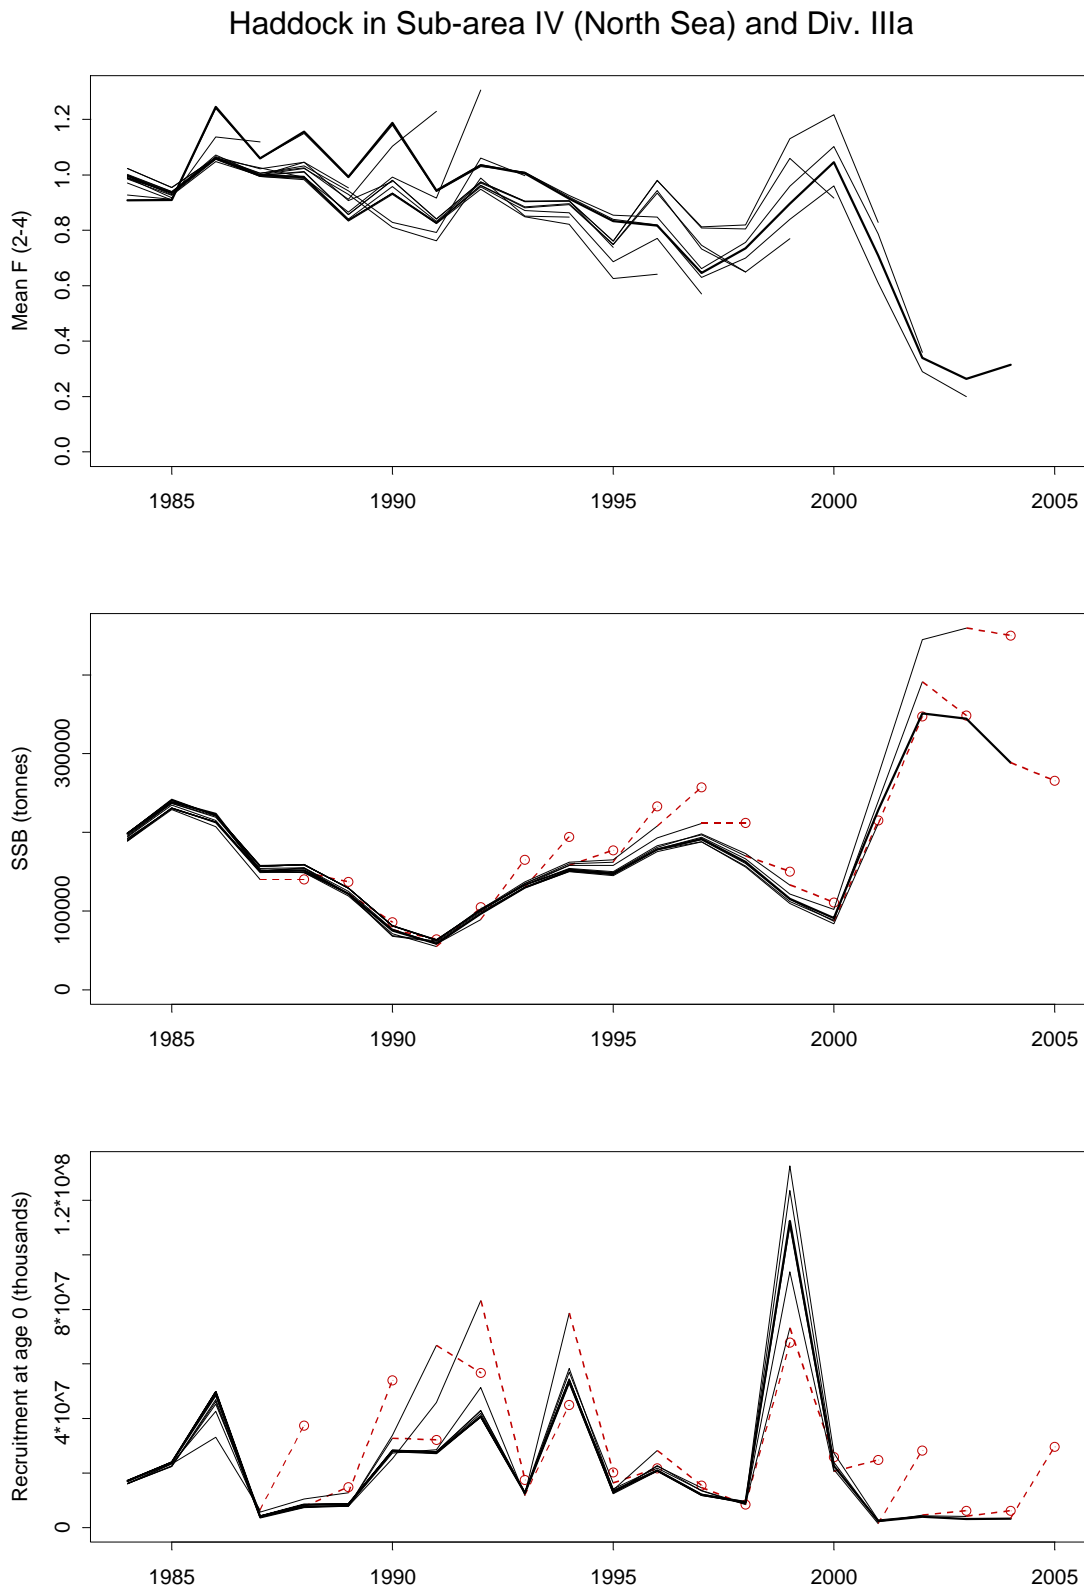 Haddock in Sub-area IV (North Sea) and Div. IIIa
Mean F (2-4)
1.2
1.0
0.8
0.6
0.4
0.2
0.0
1985 1990 1995 2000 2005
SSB (tonnes)
300000
100000
0
1985 1990 1995 2000 2005
Recruitment at age 0 (thousands)
1.2*10^8
8*10^7
4*10^7
0
1985 1990 1995 2000 2005